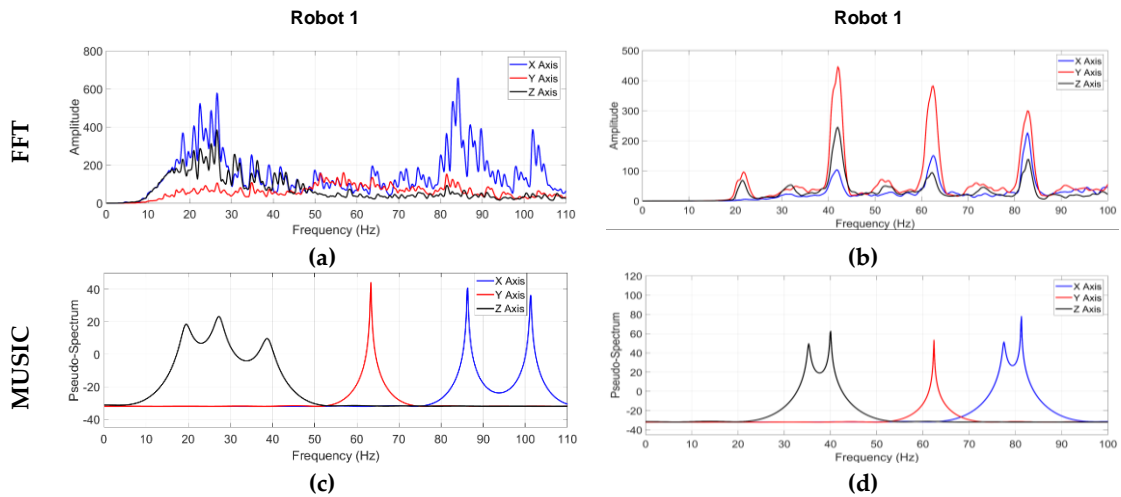 Robot 1
Robot 1
FFT
Amplitude
800
600
400
200
0
0 10 20 30 40 50 60 70 80 90 100 110
Frequency (Hz)
X Axis
Y Axis
Z Axis
(a)
Amplitude
500
400
300
200
100
0
0 10 20 30 40 50 60 70 80 90 100
Frequency (Hz)
X Axis
Y Axis
Z Axis
(b)
MUSIC
Pseudo-Spectrum
40
20
0
-20
-40
0 10 20 30 40 50 60 70 80 90 100 110
Frequency (Hz)
X Axis
Y Axis
Z Axis
(c)
Pseudo-Spectrum
120
100
80
60
40
20
0
-20
-40
0 10 20 30 40 50 60 70 80 90 100
Frequency (Hz)
X Axis
Y Axis
Z Axis
(d)